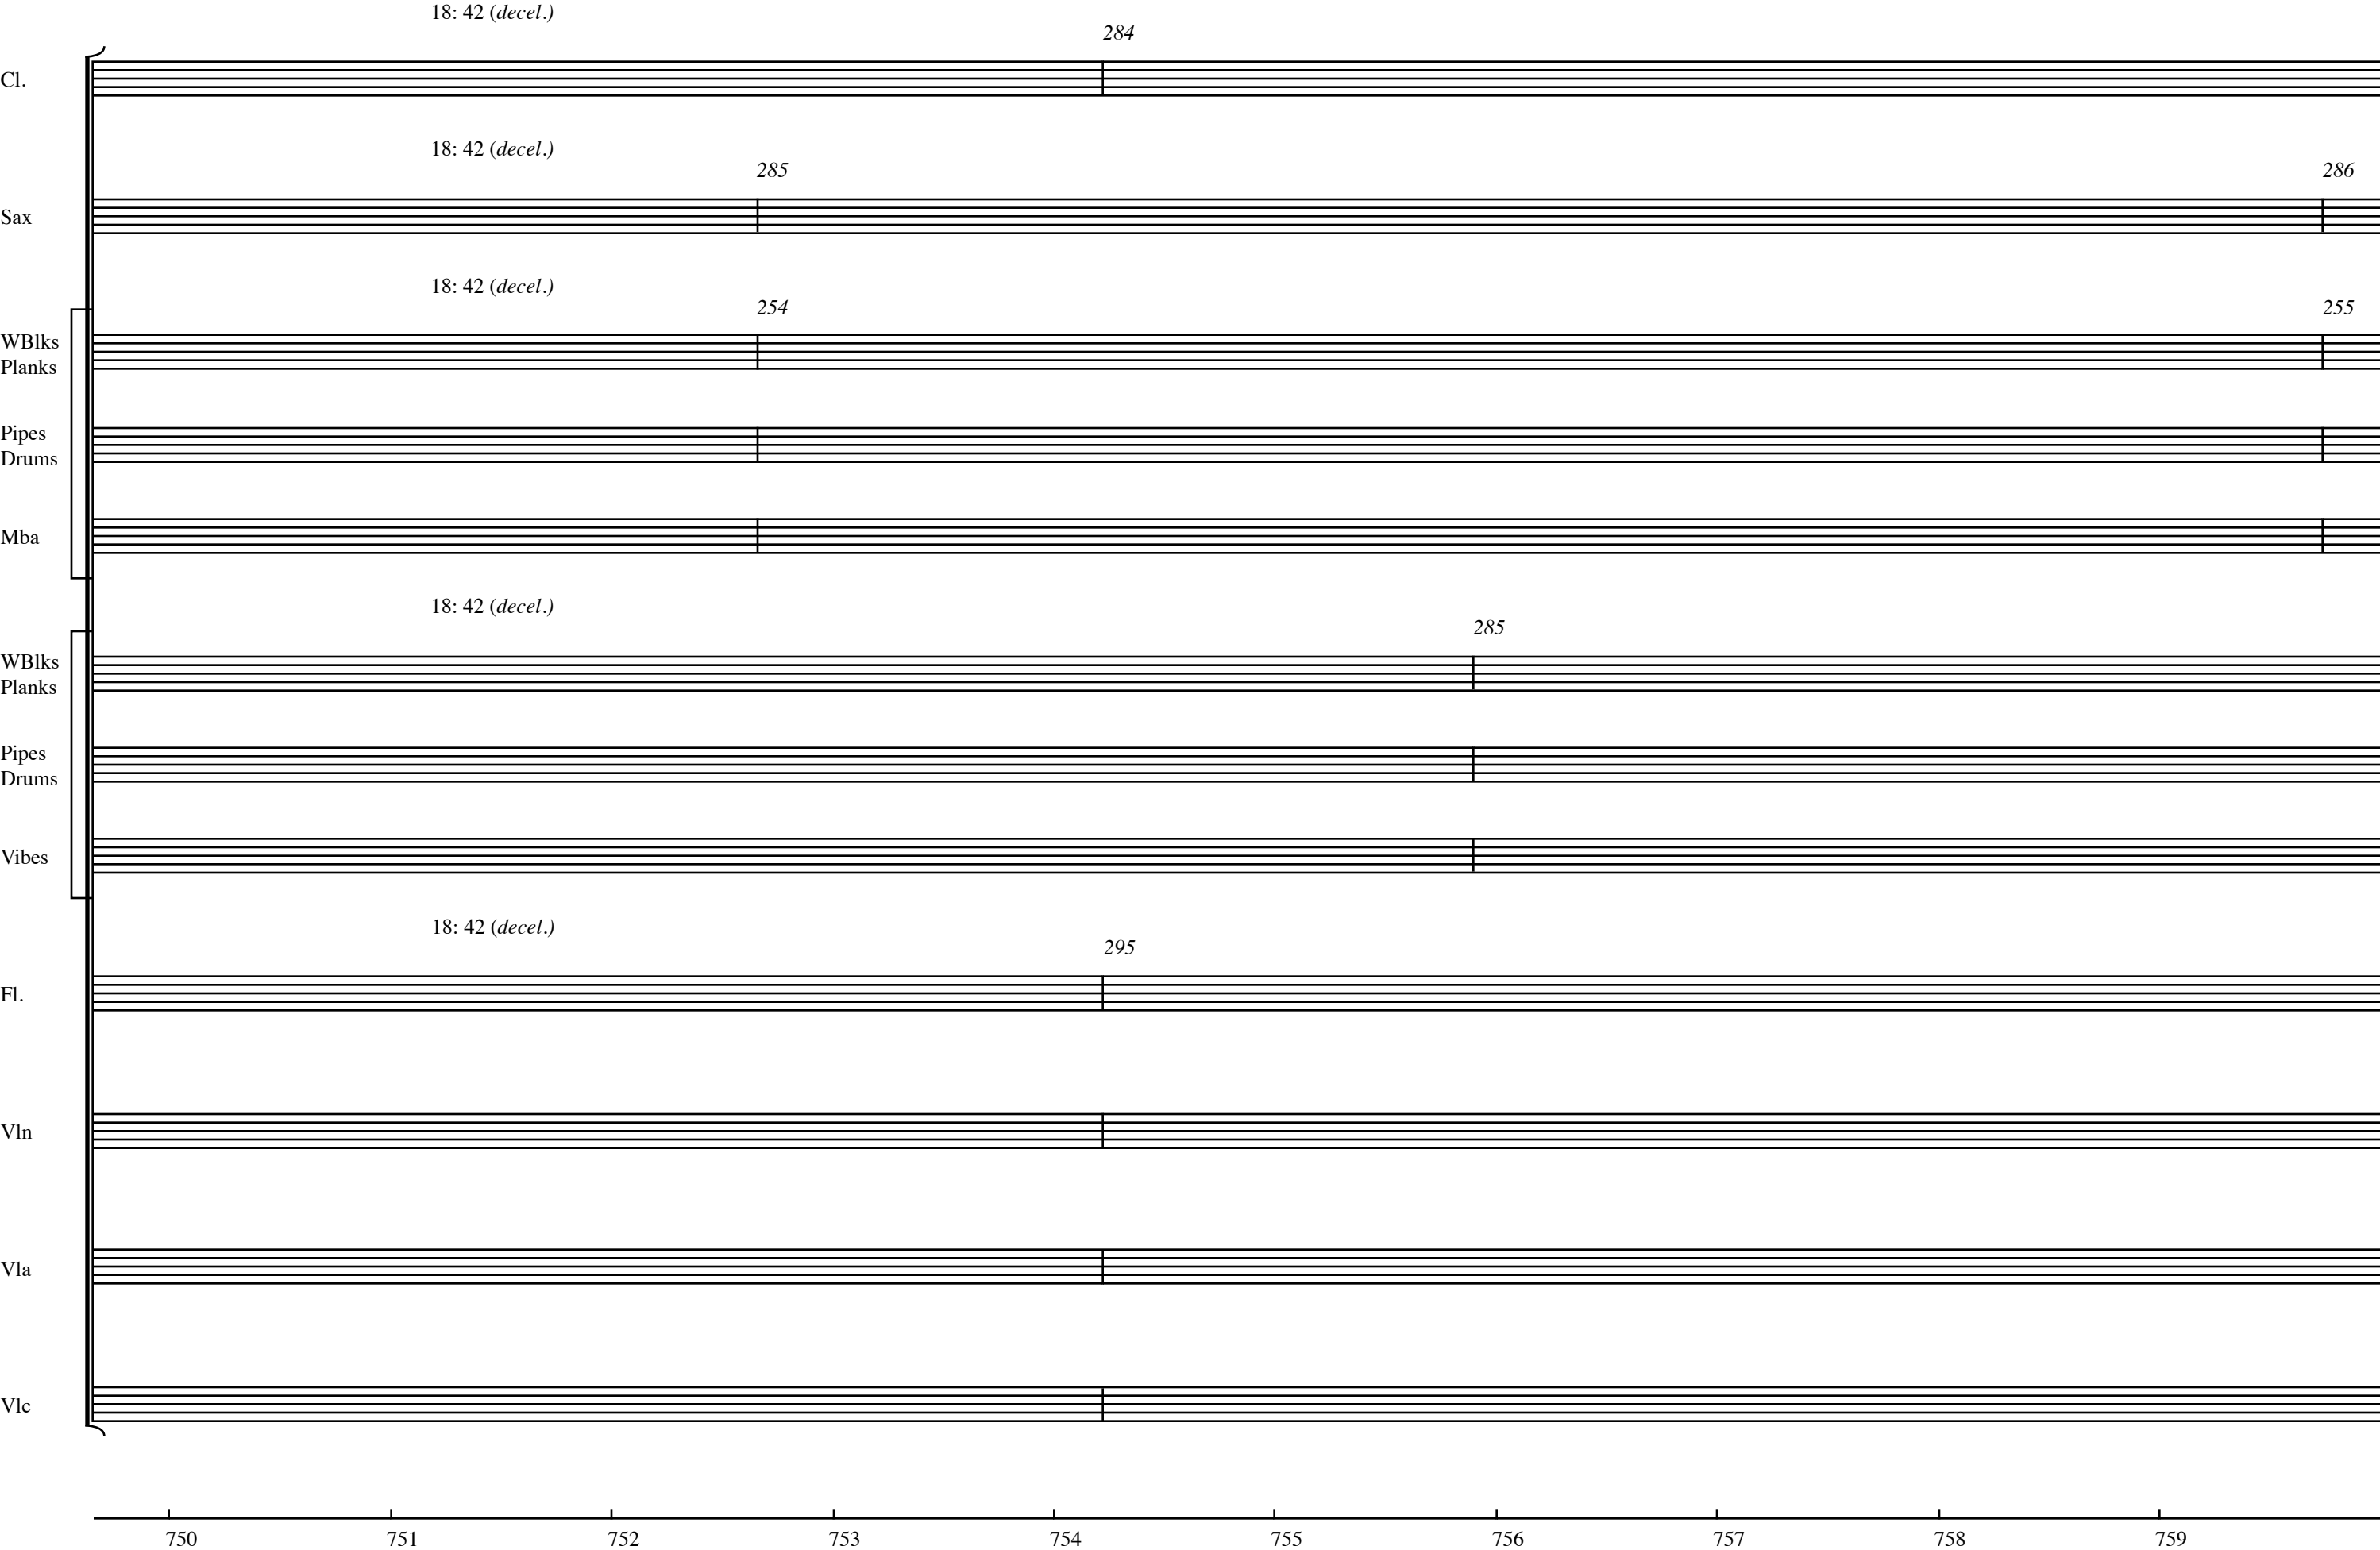 18: 42 (decel.)
284
Cl.
18: 42 (decel.)
285 286
Sax
18: 42 (decel.)
254 255
WBlks
Planks
Pipes
Drums
Mba
18: 42 (decel.)
285
WBlks
Planks
Pipes
Drums
Vibes
18: 42 (decel.)
295
Fl.
Vln
Vla
Vlc
750 751 752 753 754 755 756 757 758 759